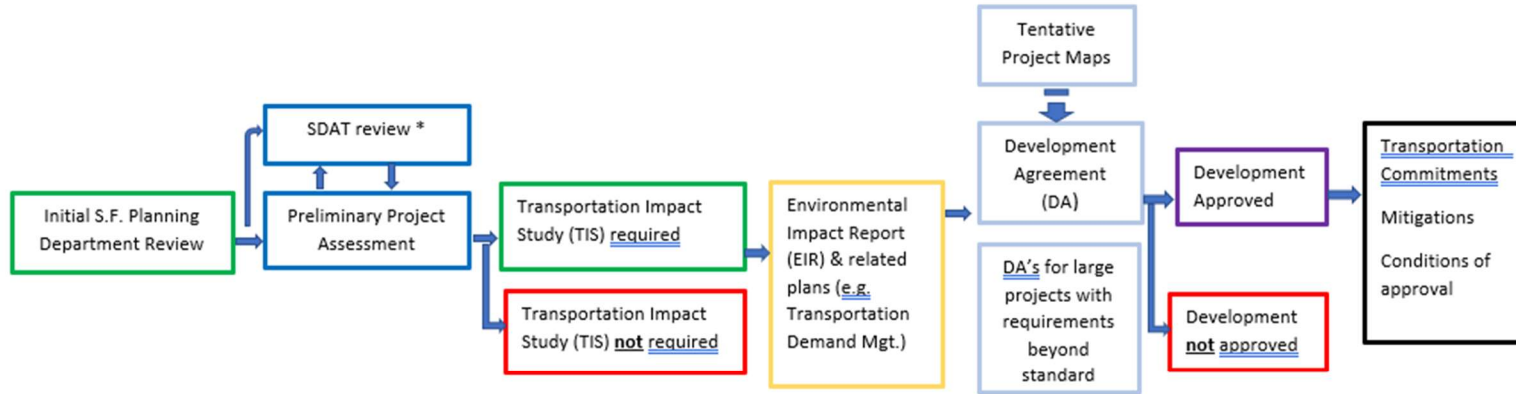 Initial S.F. Planning
Department Review
SDAT review *
Preliminary Project
Assessment
Transportation Impact
Study (TIS) required
Transportation Impact
Study (TIS) not required
Environmental
Impact Report
(EIR) & related
plans (e.g.
Transportation
Demand Mgt.)
Tentative
Project Maps
Development
Agreement
(DA)
DA's for large
projects with
requirements
beyond
standard
Development
Approved
Development
not approved
Transportation
Commitments
Mitigations
Conditions of
approval